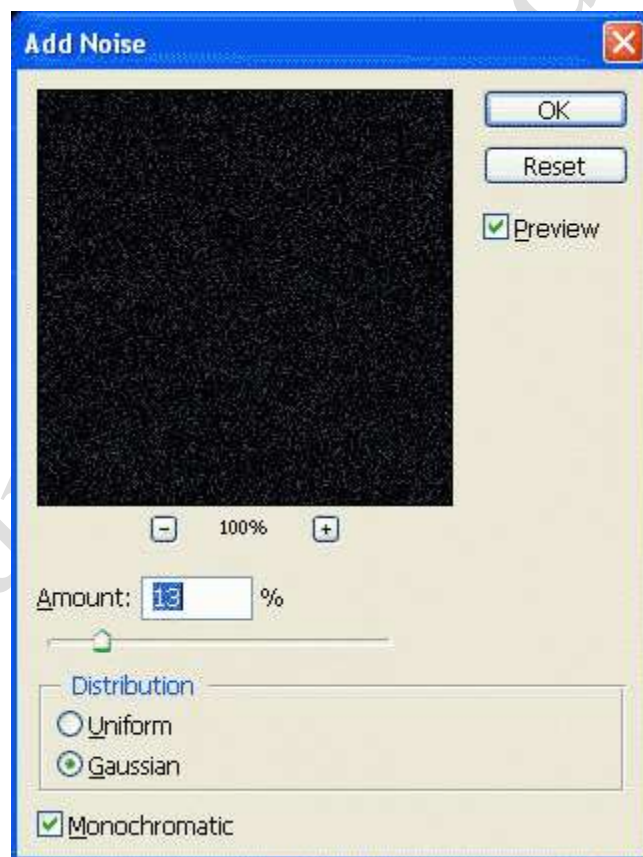 Add Noise
OK
Reset
Preview
100%
Amount: 13 %
Distribution
Uniform
Gaussian
Monochromatic